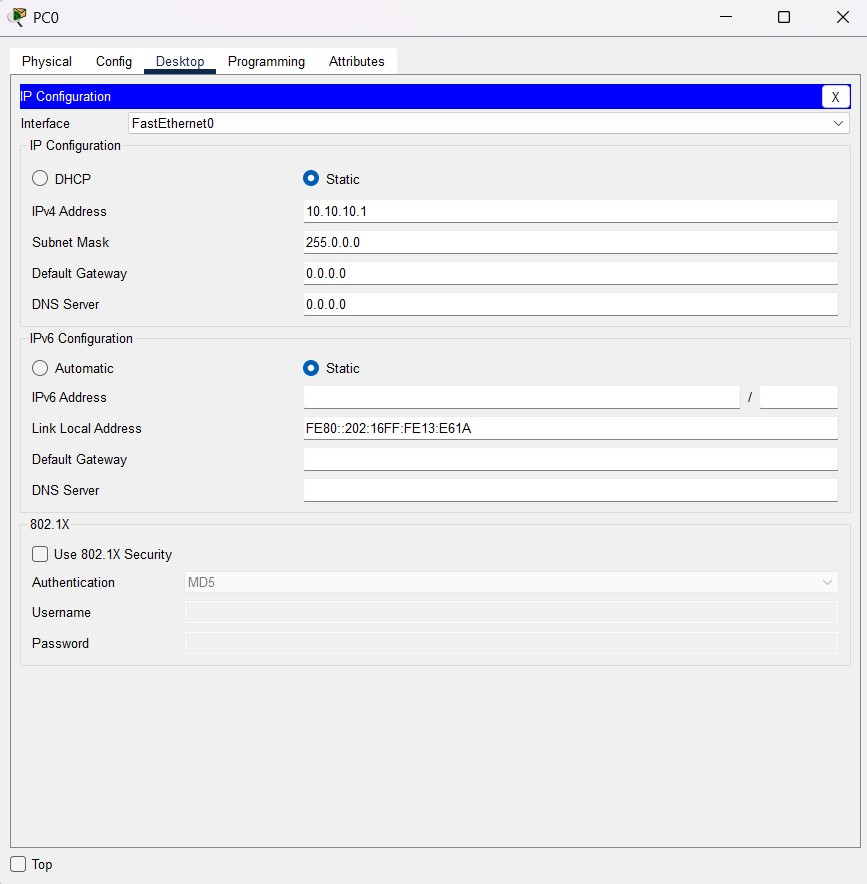 PC0
Physical Config Desktop Programming Attributes
IP Configuration X
Interface FastEthernet0
IP Configuration
DHCP Static
IPv4 Address 10.10.10.1
Subnet Mask 255.0.0.0
Default Gateway 0.0.0.0
DNS Server 0.0.0.0
IPv6 Configuration
Automatic Static
IPv6 Address /
Link Local Address FE80::202:16FF:FE13:E61A
Default Gateway
DNS Server
802.1X
Use 802.1X Security
Authentication MD5
Username
Password
Top